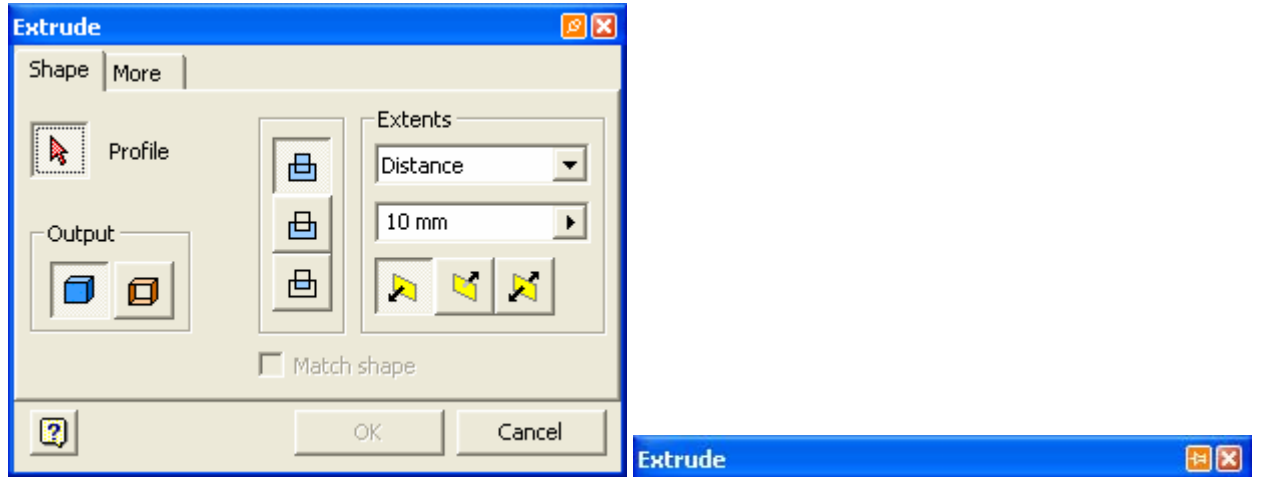 Extrude
Shape More
Profile
Extents
Distance
10 mm
Output
Match shape
OK Cancel
Extrude